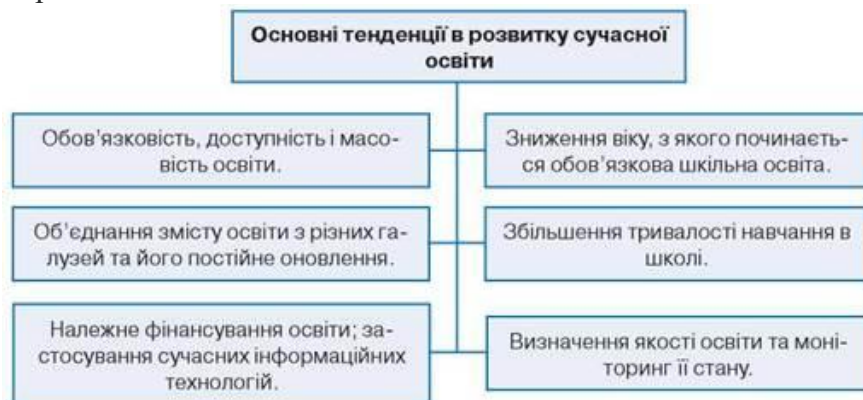 Основні тенденції в розвитку сучасної
освіти
Обов'язковість, доступність і масо-
вість освіти.
Зниження віку, з якого починаєть-
ся обов'язкова шкільна освіта.
Об'єднання змісту освіти з різних га-
лузей та його постійне оновлення.
Збільшення тривалості навчання в
школі.
Належне фінансування освіти; за-
стосування сучасних інформаційних
технологій.
Визначення якості освіти та моні-
торинг її стану.